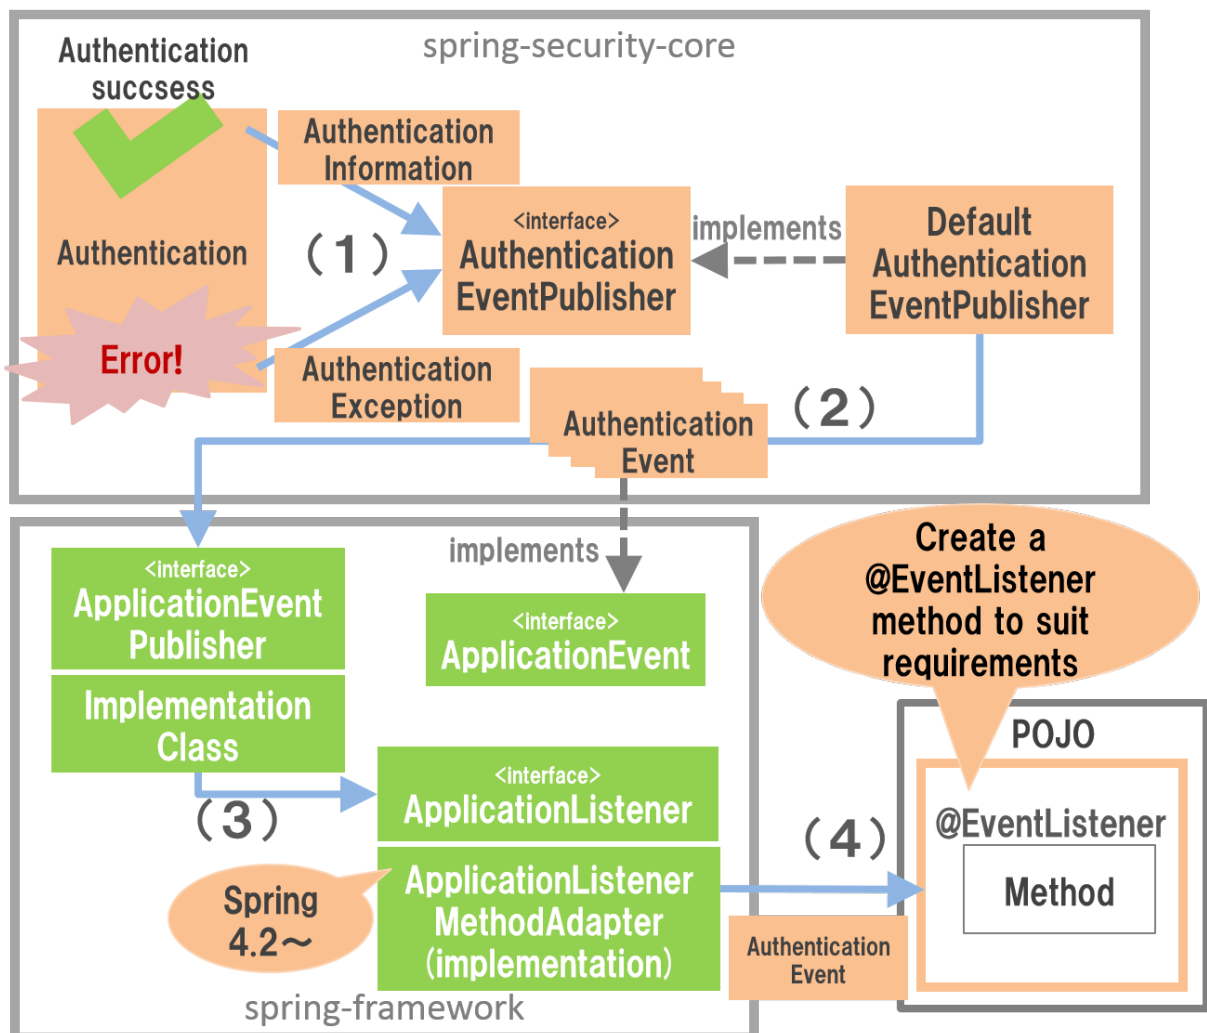 spring-security-core
Authentication
succsess
Authentication
Information
Authentication
（1）
<interface>
Authentication
EventPublisher
implements
Default
Authentication
EventPublisher
Error!
Authentication
Exception
Authentication
Event
（2）
implements
<interface>
ApplicationEvent
Publisher
Implementation
Class
<interface>
ApplicationEvent
Create a
@EventListener
method to suit
requirements
（3）
<interface>
ApplicationListener
ApplicationListener
MethodAdapter
(implementation)
Spring
4.2～
（4）
Authentication
Event
POJO
@EventListener
Method
spring-framework